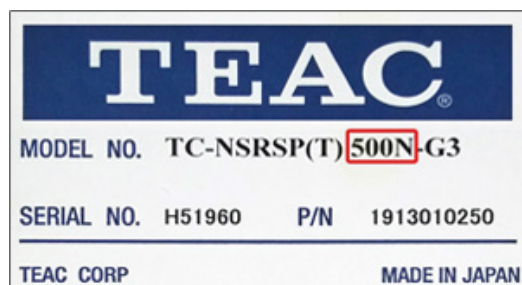 TEAC®
MODEL NO. TC-NSRSP(T) 500N-G3
SERIAL NO. H51960 P/N 1913010250
TEAC CORP MADE IN JAPAN